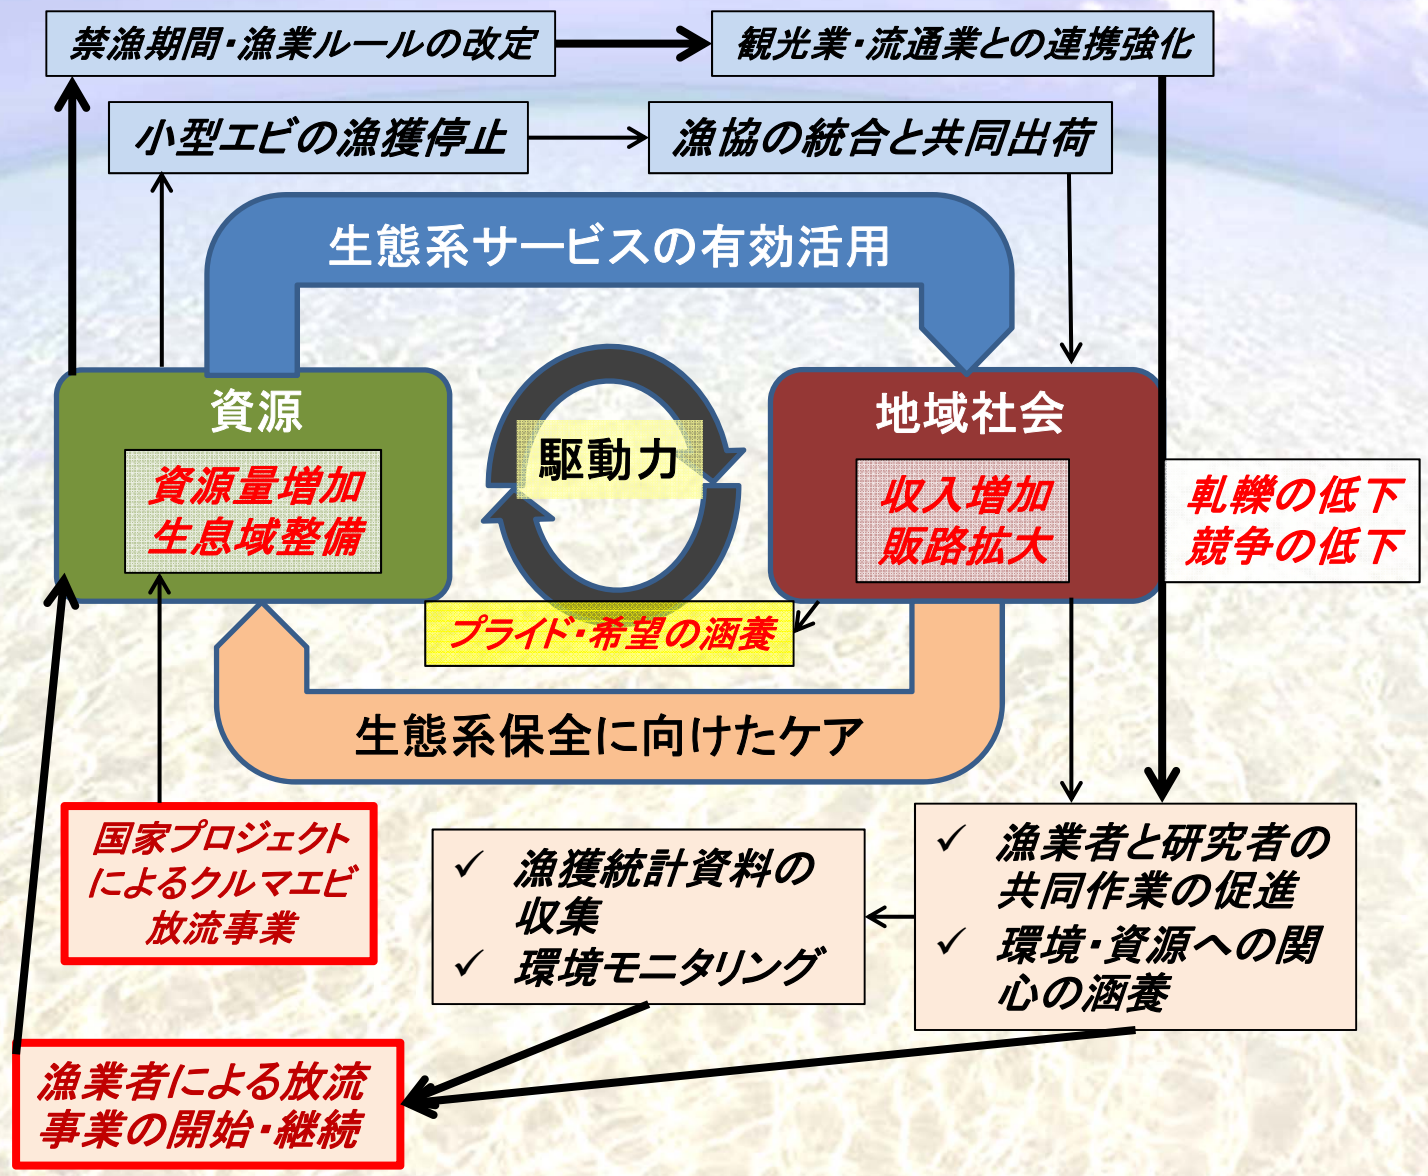 禁漁期間・漁業ルールの改定
観光業・流通業との連携強化
小型エビの漁獲停止
漁協の統合と共同出荷
生態系サービスの有効活用
資源
資源量増加
生息域整備
駆動力
地域社会
収入増加
販路拡大
軋轢の低下
競争の低下
プライド・希望の涵養
生態系保全に向けたケア
国家プロジェクト
によるクルマエビ
放流事業
✓ 漁獲統計資料の
収集
✓ 環境モニタリング
✓ 漁業者と研究者の
共同作業の促進
✓ 環境・資源への関
心の涵養
漁業者による放流
事業の開始・継続